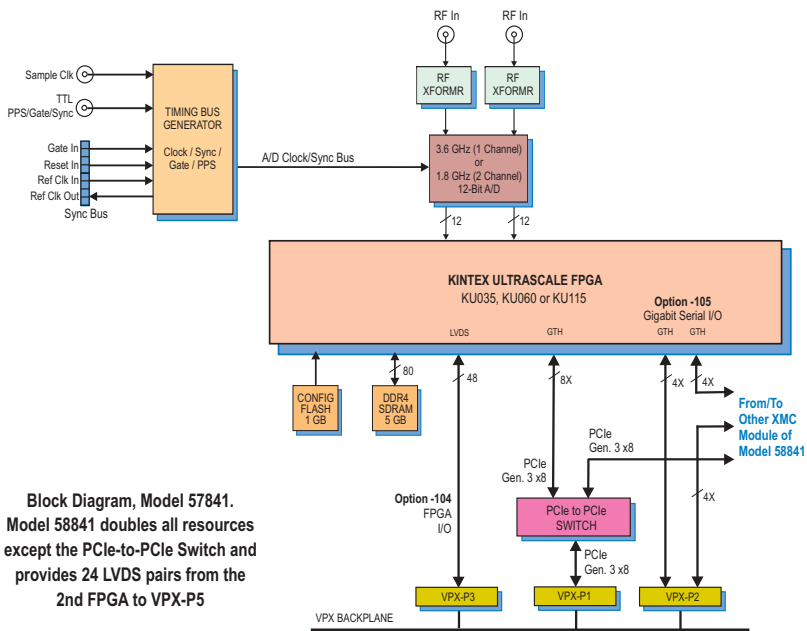 RF In
RF In
Sample Clk
TTL
PPS/Gate/Sync
Gate In
Reset In
Ref Clk In
Ref Clk Out
Sync Bus
TIMING BUS
GENERATOR
Clock / Sync /
Gate / PPS
A/D Clock/Sync Bus
RF
XFORMR
RF
XFORMR
3.6 GHz (1 Channel)
or
1.8 GHz (2 Channel)
12-Bit A/D
12
12
KINTEX ULTRASCALE FPGA
KU035, KU060 or KU115
Option -105
Gigabit Serial I/O
LVDS
GTH
GTH
GTH
80
48
8X
4X
4X
CONFIG
FLASH
1 GB
DDR4
SDRAM
5 GB
From/To
Other XMC
Module of
Model 58841
PCIe
Gen. 3 x8
PCIe
Gen. 3 x8
4X
Option -104
FPGA
I/O
PCIe to PCIe
SWITCH
PCIe
Gen. 3 x8
Block Diagram, Model 57841.
Model 58841 doubles all resources
except the PCIe-to-PCIe Switch and
provides 24 LVDS pairs from the
2nd FPGA to VPX-P5
VPX-P3
VPX-P1
VPX-P2
VPX BACKPLANE